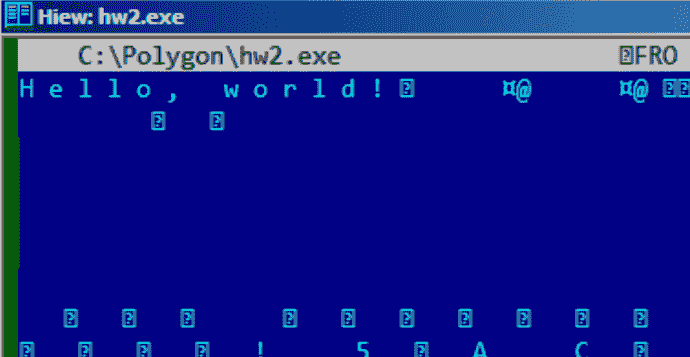 Hiew: hw2.exe
C:\Polygon\hw2.exe FRO
H e l l o ,   w o r l d ! ¤@ ¤@
! 5 A C